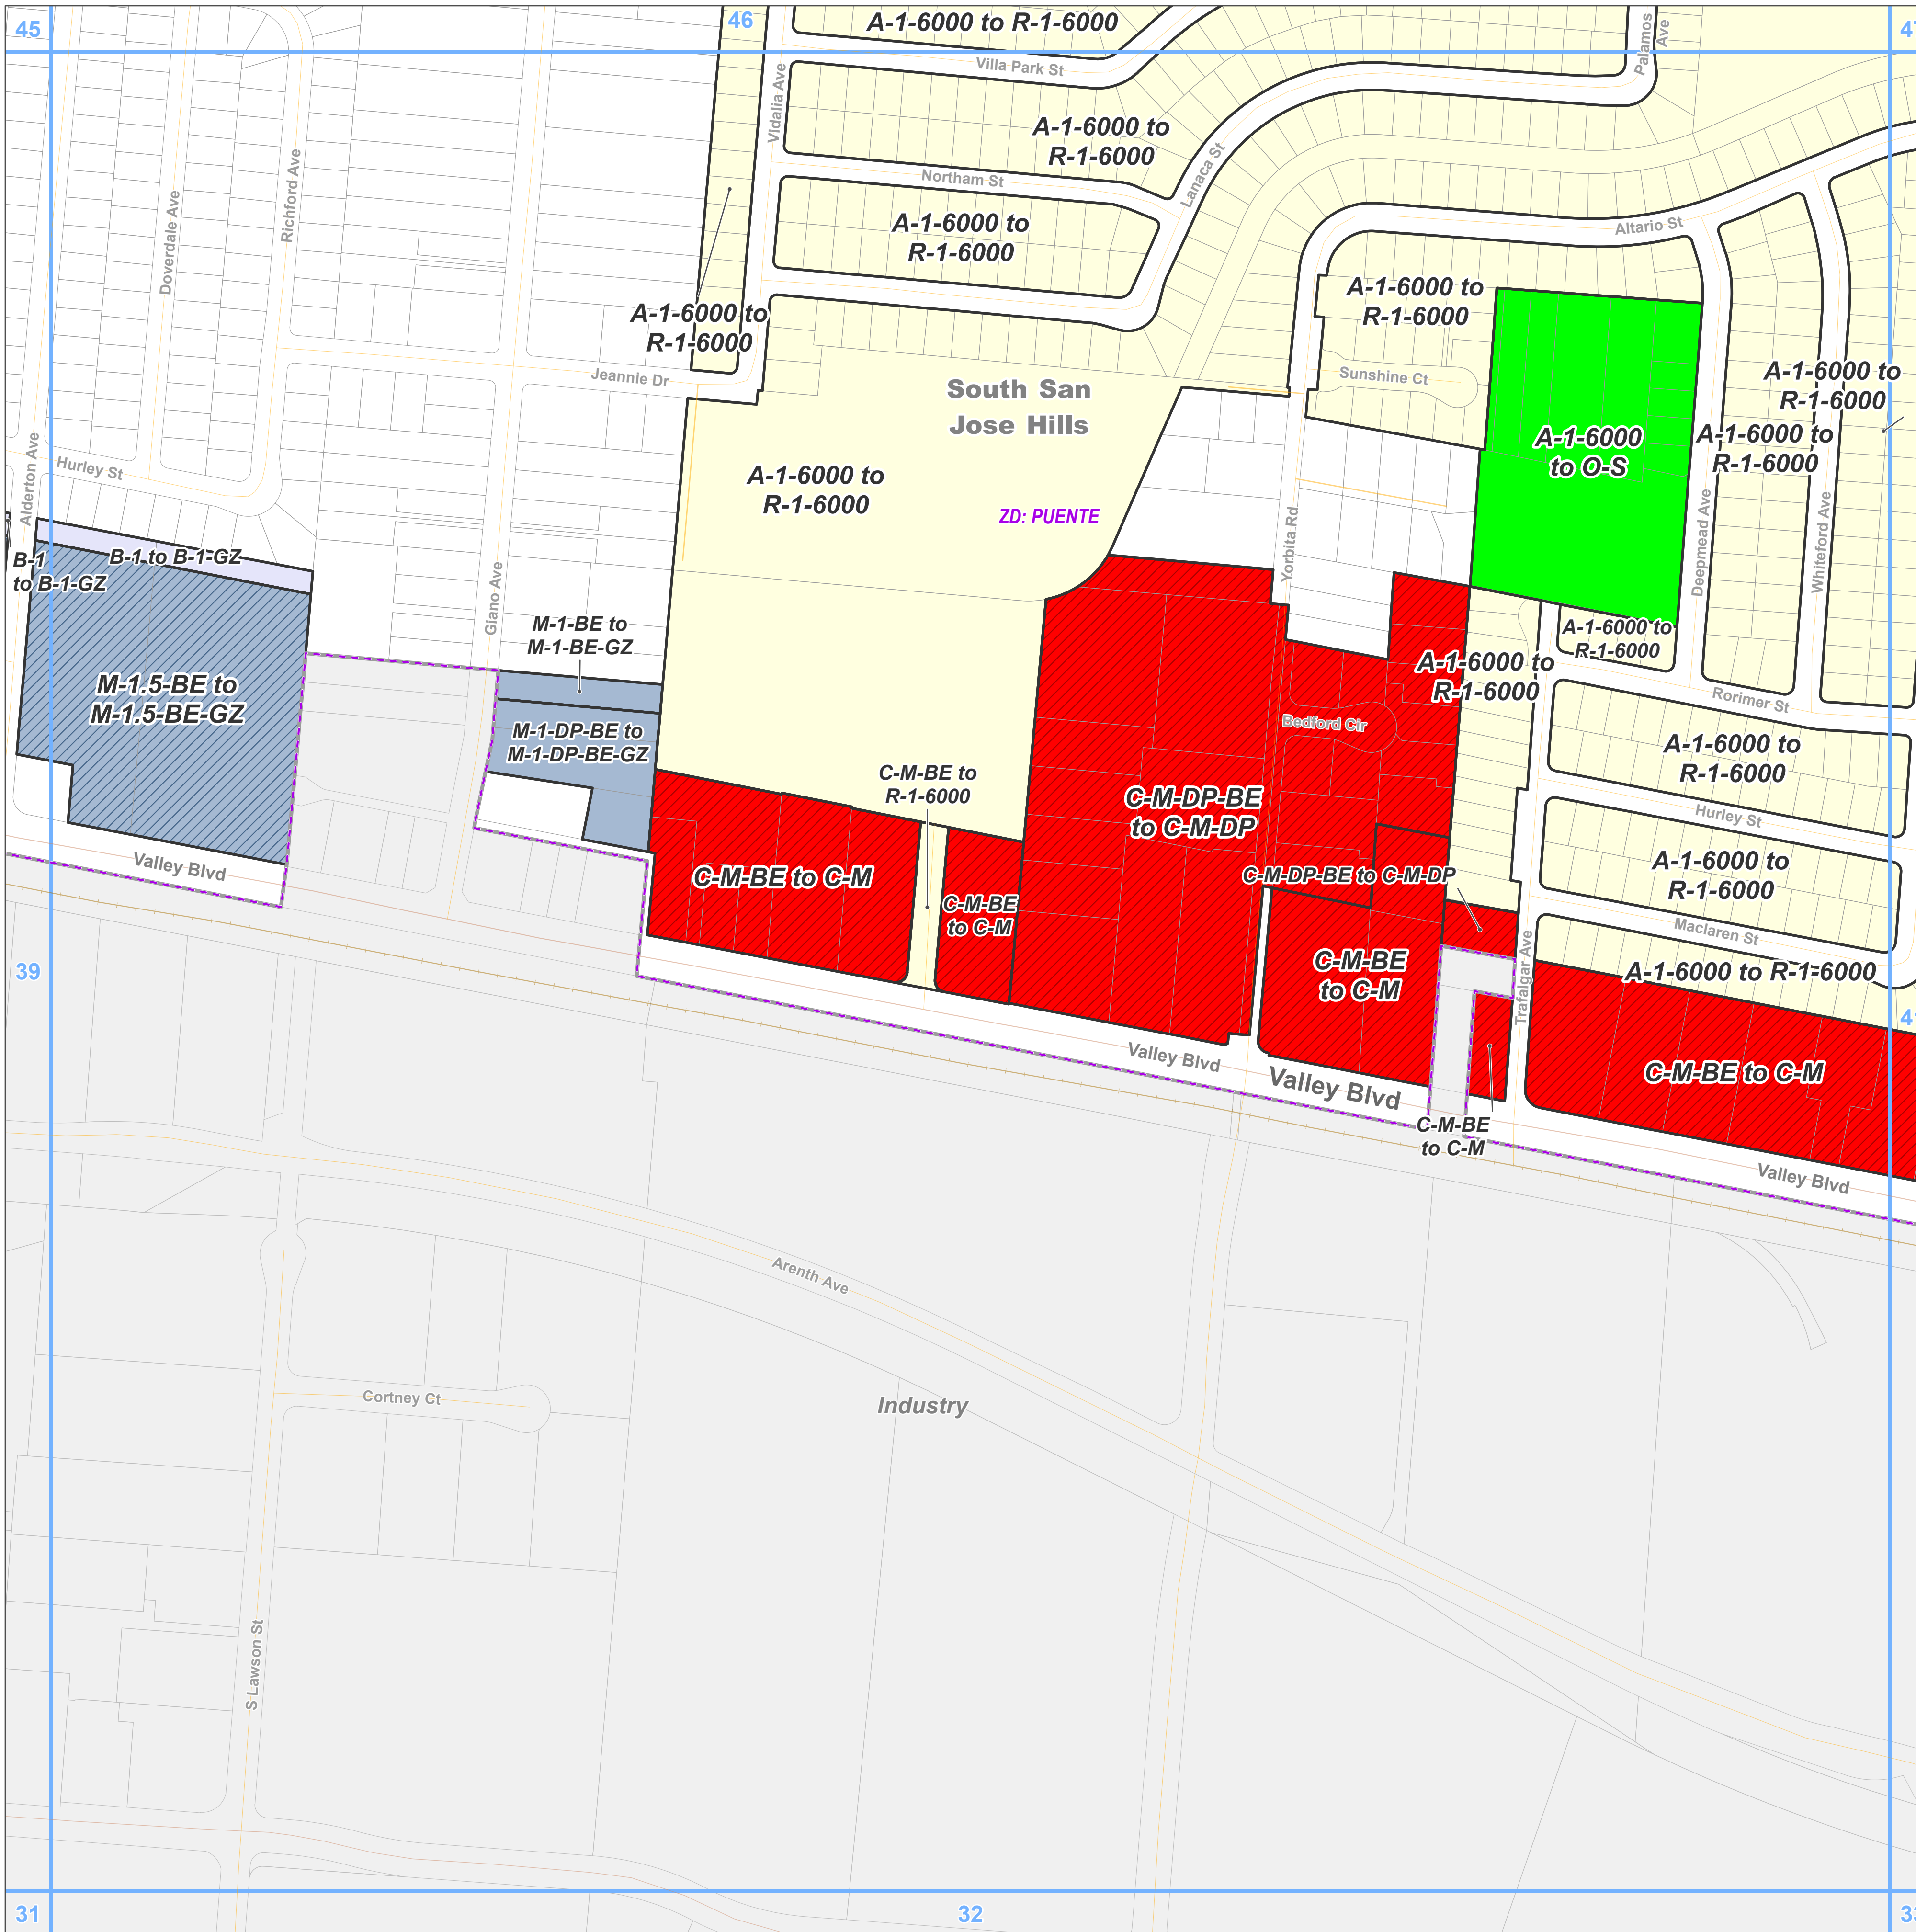 45
46
47
A-1-6000 to R-1-6000
Palamos
Ave
Villa Park St
Vidalia Ave
A-1-6000 to
R-1-6000
Lanaca St
Northam St
A-1-6000 to
R-1-6000
Richford Ave
Doverdale Ave
Altario St
A-1-6000 to
R-1-6000
A-1-6000 to
R-1-6000
Jeannie Dr
South San
Jose Hills
Sunshine Ct
A-1-6000 to
R-1-6000
A-1-6000
to O-S
A-1-6000 to
R-1-6000
Alderton Ave
Hurley St
A-1-6000 to
R-1-6000
ZD: PUENTE
Yorbita Rd
Deepmead Ave
Whiteford Ave
B-1
to B-1-GZ
B-1 to B-1-GZ
Giano Ave
M-1-BE to
M-1-BE-GZ
A-1-6000 to
R-1-6000
A-1-6000 to
R-1-6000
M-1.5-BE to
M-1.5-BE-GZ
Rorimer St
M-1-DP-BE to
M-1-DP-BE-GZ
Bedford Cir
A-1-6000 to
R-1-6000
C-M-BE to
R-1-6000
C-M-DP-BE
to C-M-DP
Hurley St
Valley Blvd
C-M-BE to C-M
C-M-DP-BE to C-M-DP
A-1-6000 to
R-1-6000
C-M-BE
to C-M
Maclaren St
39
C-M-BE
to C-M
Trafalgar Ave
A-1-6000 to R-1-6000
Valley Blvd
Valley Blvd
C-M-BE to C-M
C-M-BE
to C-M
Valley Blvd
Arenth Ave
Cortney Ct
Industry
S Lawson St
31
32